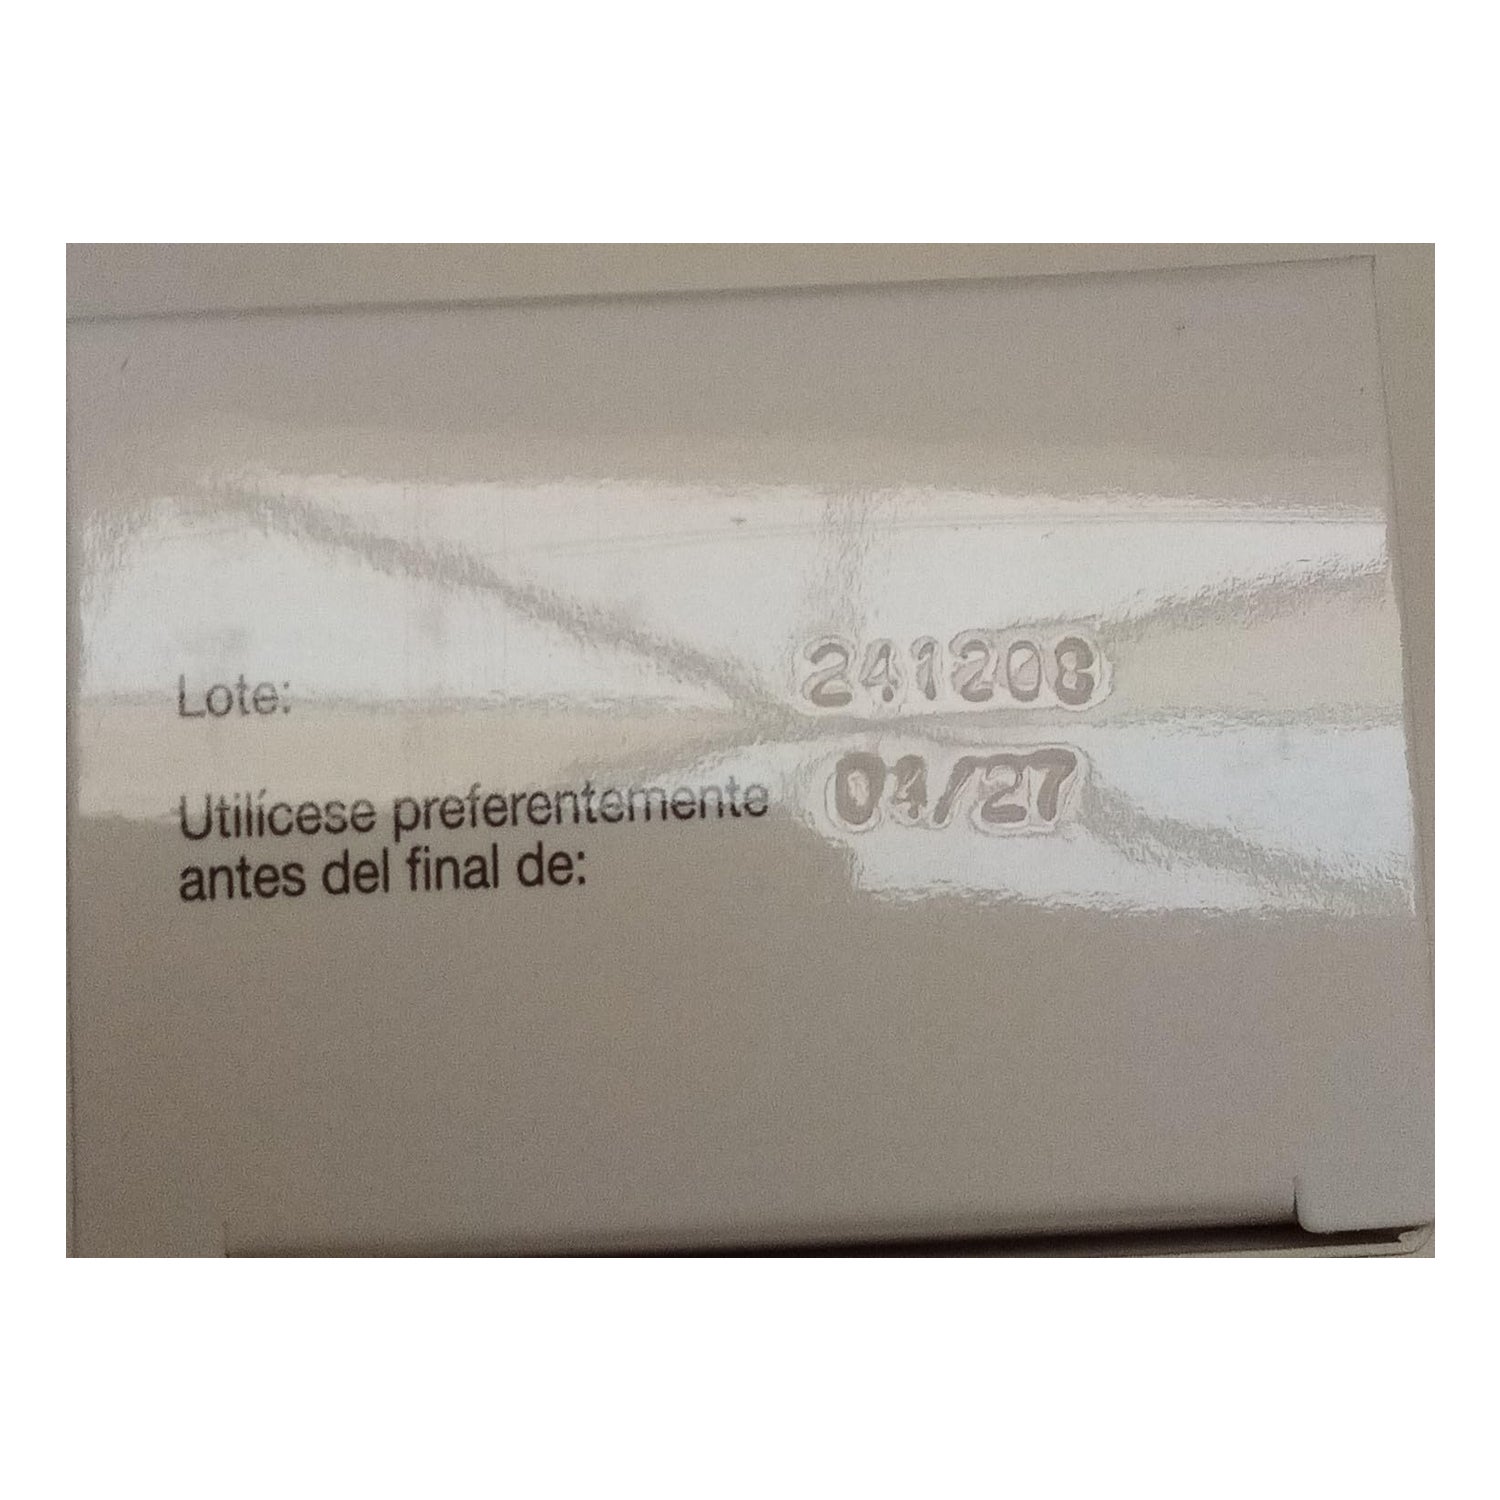 Lote: 241208
Utilícese preferentemente 04/27
antes del final de: